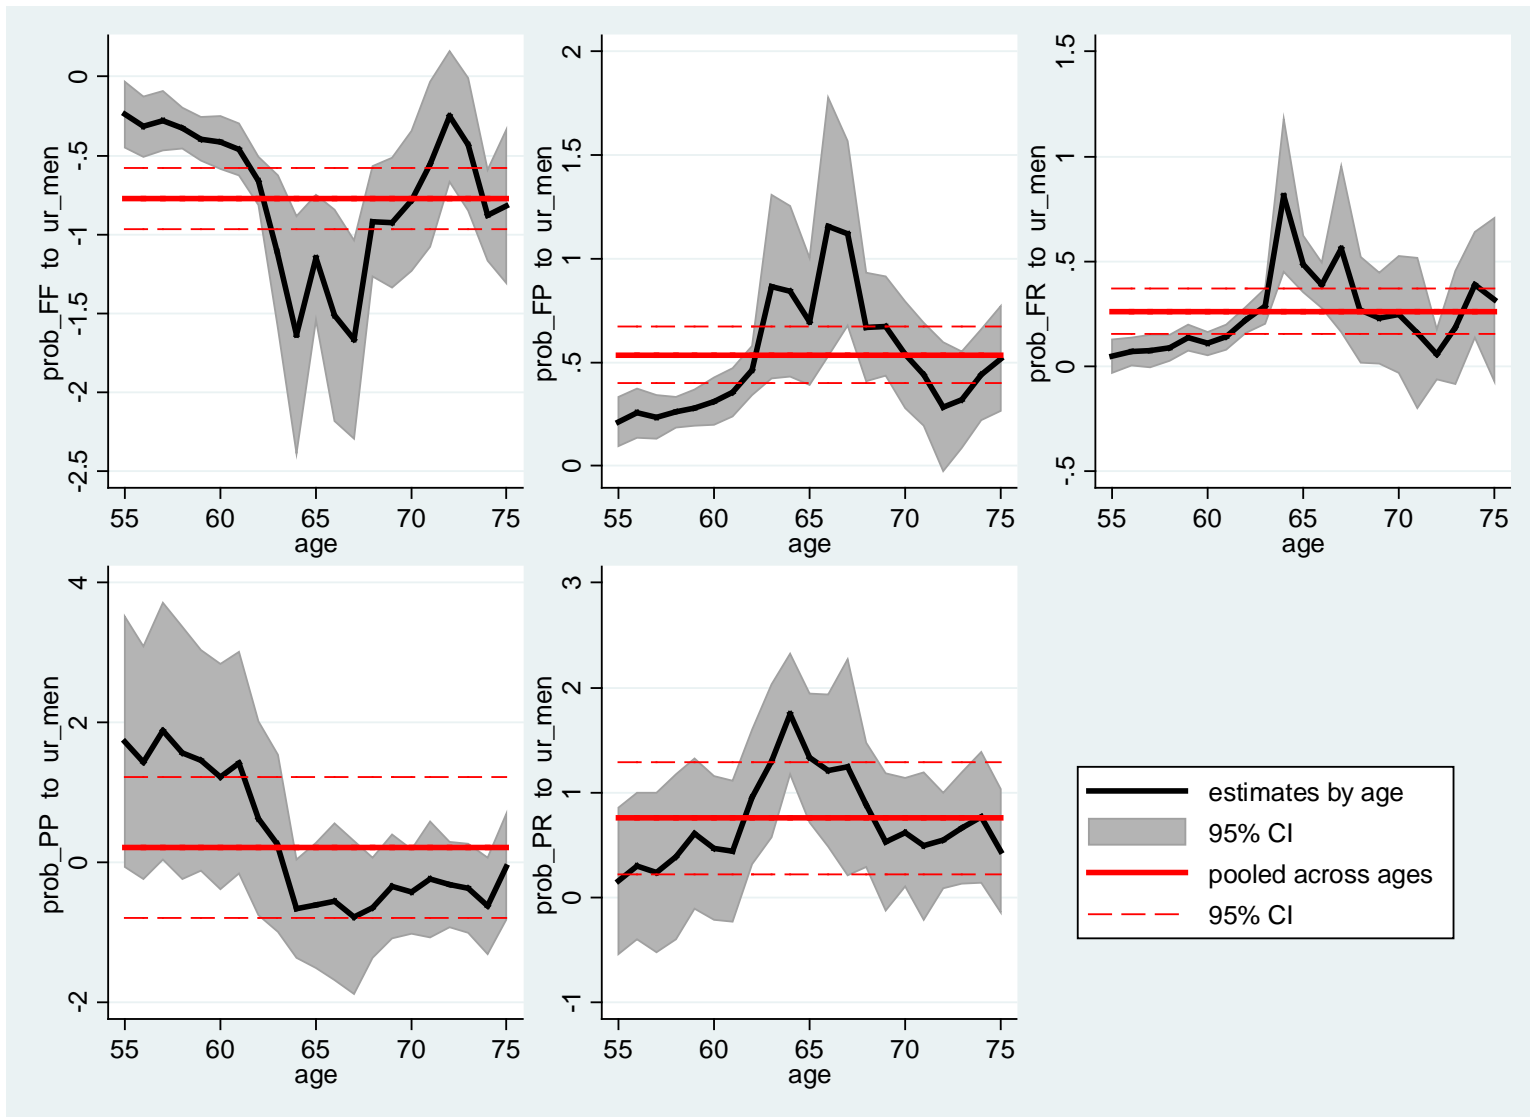 prob_FF to ur_men
0
-.5
-1
-1.5
-2
-2.5
55 60 65 70 75
age
prob_FP to ur_men
2
1.5
1
.5
0
55 60 65 70 75
age
prob_FR to ur_men
1.5
1
.5
0
-.5
55 60 65 70 75
age
prob_PP to ur_men
4
2
0
-2
55 60 65 70 75
age
prob_PR to ur_men
3
2
1
0
-1
55 60 65 70 75
age
estimates by age
95% CI
pooled across ages
95% CI